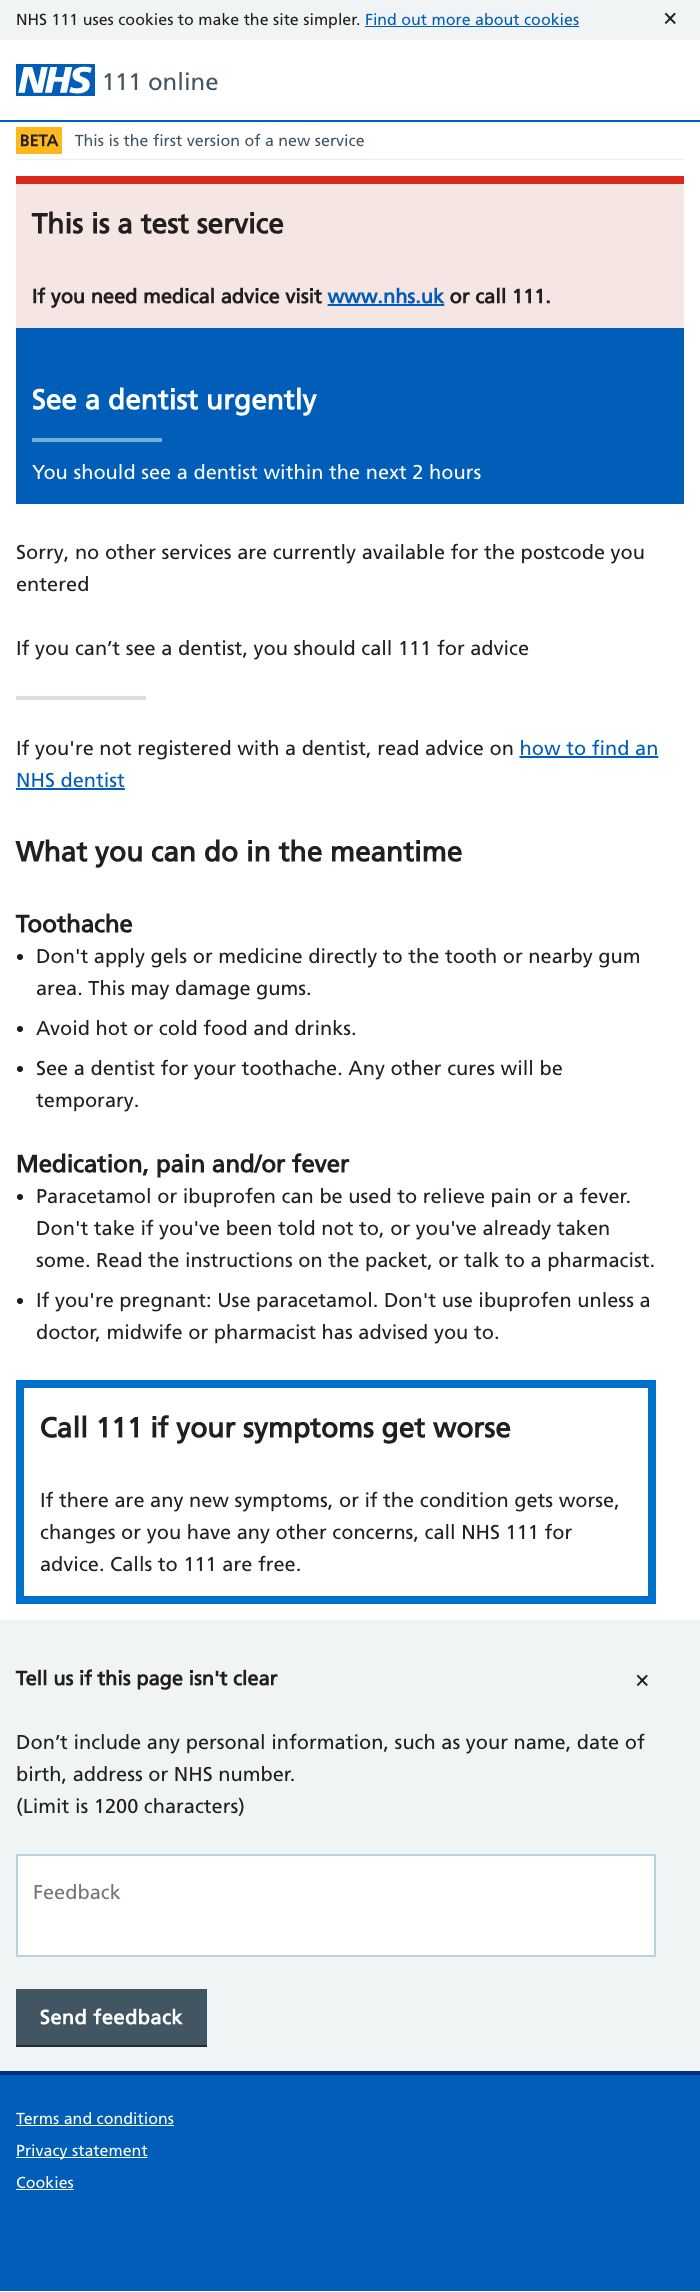 NHS 111 uses cookies to make the site simpler. Find out more about cookies ✕
NHS 111 online
BETA This is the first version of a new service
This is a test service
If you need medical advice visit www.nhs.uk or call 111.
See a dentist urgently
You should see a dentist within the next 2 hours
Sorry, no other services are currently available for the postcode you
entered
If you can’t see a dentist, you should call 111 for advice
If you're not registered with a dentist, read advice on how to find an
NHS dentist
What you can do in the meantime
Toothache
• Don't apply gels or medicine directly to the tooth or nearby gum
area. This may damage gums.
• Avoid hot or cold food and drinks.
• See a dentist for your toothache. Any other cures will be
temporary.
Medication, pain and/or fever
• Paracetamol or ibuprofen can be used to relieve pain or a fever.
Don't take if you've been told not to, or you've already taken
some. Read the instructions on the packet, or talk to a pharmacist.
• If you're pregnant: Use paracetamol. Don't use ibuprofen unless a
doctor, midwife or pharmacist has advised you to.
Call 111 if your symptoms get worse
If there are any new symptoms, or if the condition gets worse,
changes or you have any other concerns, call NHS 111 for
advice. Calls to 111 are free.
Tell us if this page isn't clear ✕
Don’t include any personal information, such as your name, date of
birth, address or NHS number.
(Limit is 1200 characters)
Feedback
Send feedback
Terms and conditions
Privacy statement
Cookies